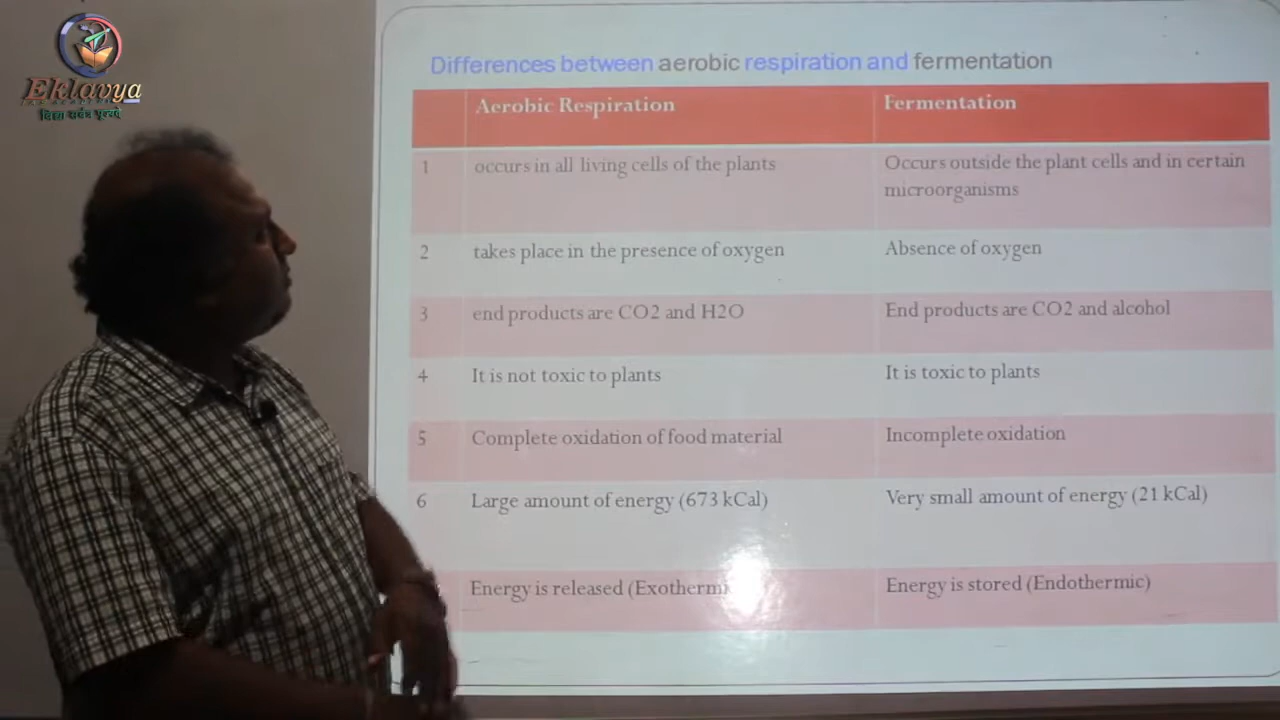 Eklavya
Differences between aerobic respiration and fermentation
Aerobic Respiration
Fermentation
1
occurs in all living cells of the plants
Occurs outside the plant cells and in certain
microorganisms
2
takes place in the presence of oxygen
Absence of oxygen
3
end products are CO2 and H2O
End products are CO2 and alcohol
4
It is not toxic to plants
It is toxic to plants
5
Complete oxidation of food material
Incomplete oxidation
6
Large amount of energy (673 kCal)
Very small amount of energy (21 kCal)
Energy is released
Energy is stored (Endothermic)